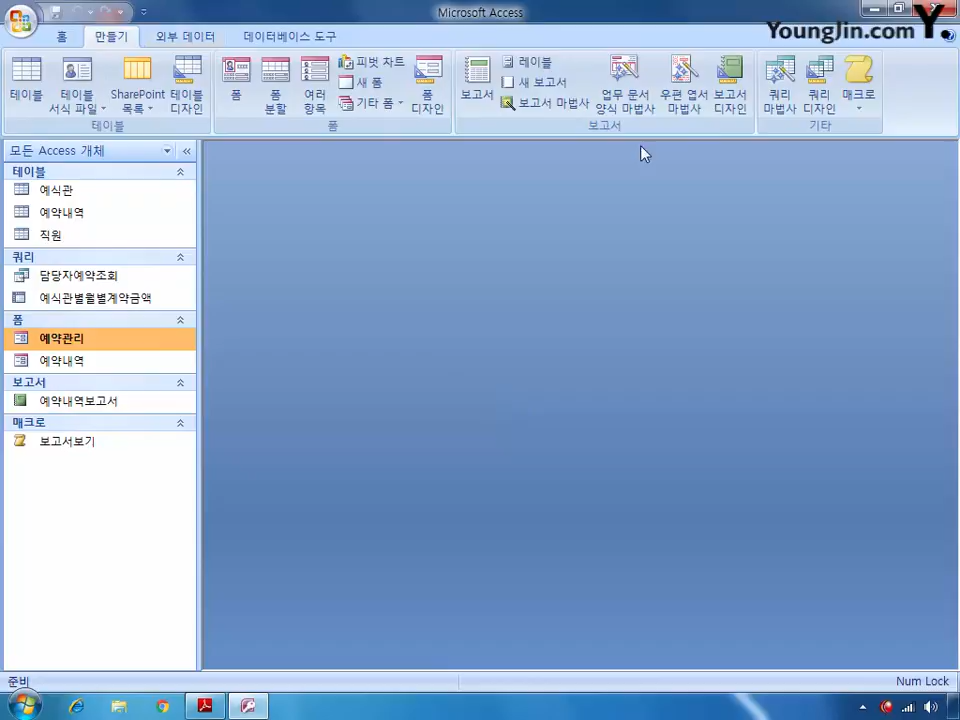 Microsoft Access
YoungJin.com Y
홈 만들기 외부 데이터 데이터베이스 도구
테이블
테이블 서식 파일
SharePoint 목록
테이블 디자인
테이블
폼
폼 분할
여러 항목
피벗 차트
새 폼
기타 폼
폼 디자인
폼
보고서
레이블
새 보고서
보고서 마법사
업무 문서 양식 마법사
우편 엽서 마법사
보고서 디자인
보고서
쿼리 마법사
쿼리 디자인
매크로
기타
모든 Access 개체
테이블
예식관
예약내역
직원
쿼리
담당자예약조회
예식관별월별계약금액
폼
예약관리
예약내역
보고서
예약내역보고서
매크로
보고서보기
준비
Num Lock